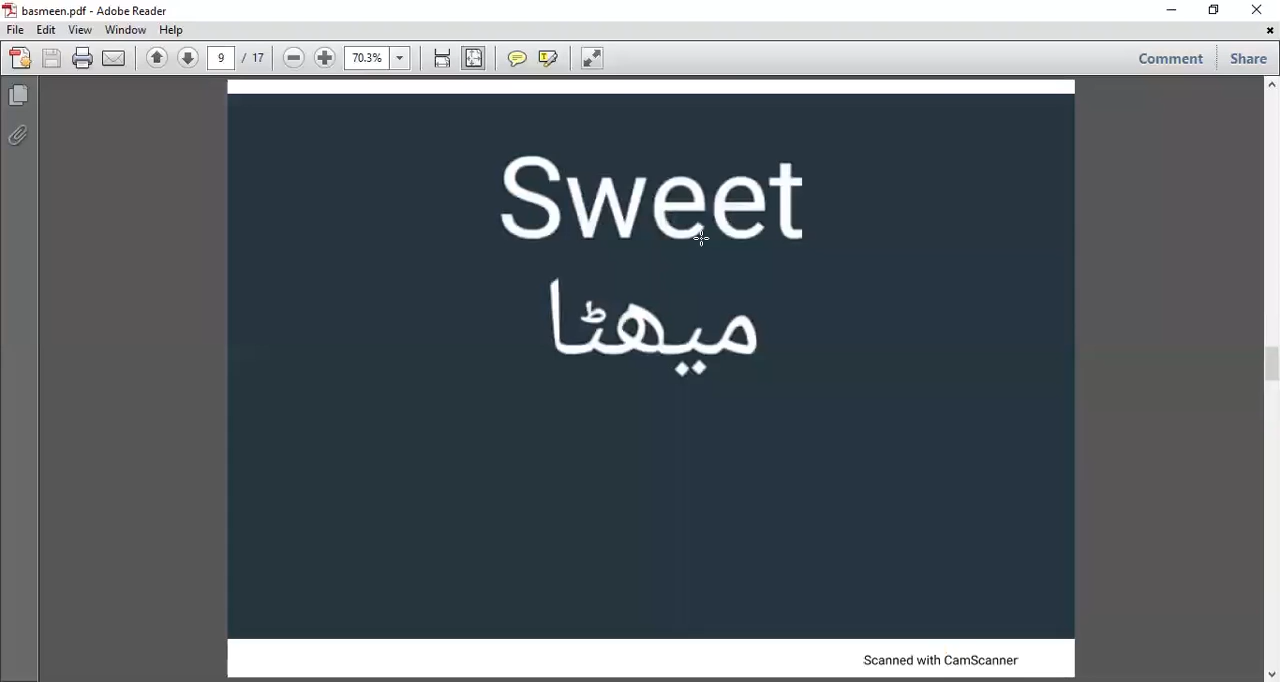 basmeen.pdf - Adobe Reader
File Edit View Window Help
9 / 17 70.3% Comment Share
Sweet
میھٹا
Scanned with CamScanner